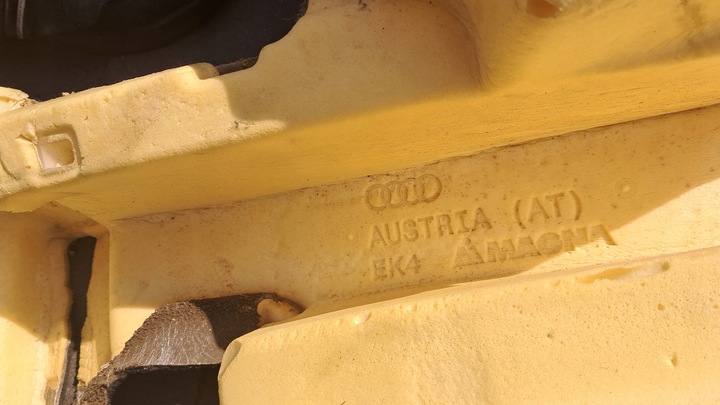 AUSTRIA (AT)
EK4 MAGNA